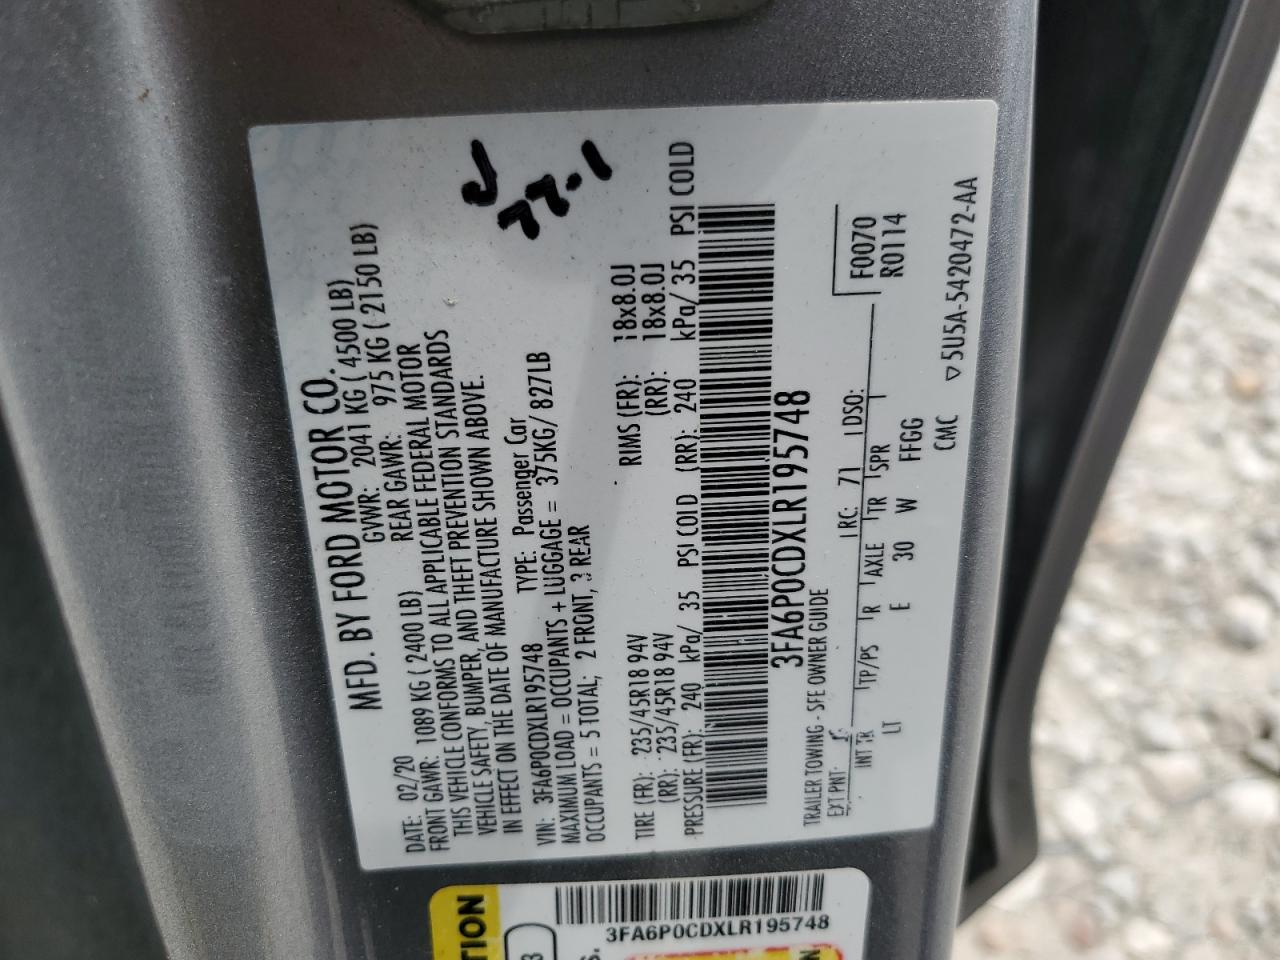 MFD. BY FORD MOTOR CO.
DATE: 02/20 GVWR: 2041 KG ( 4500 LB)
FRONT GAWR: 1089 KG ( 2400 LB) REAR GAWR: 975 KG ( 2150 LB)
THIS VEHICLE CONFORMS TO ALL APPLICABLE FEDERAL MOTOR
VEHICLE SAFETY, BUMPER, AND THEFT PREVENTION STANDARDS
IN EFFECT ON THE DATE OF MANUFACTURE SHOWN ABOVE.
VIN: 3FA6P0CDXLR195748 TYPE: Passenger Car
MAXIMUM LOAD = OCCUPANTS + LUGGAGE = 375KG/ 827LB
OCCUPANTS = 5 TOTAL; 2 FRONT, 3 REAR
77-1
TIRE (FR): 235/45R18 94V RIMS (FR): 18x8.0J
(RR): 235/45R18 94V (RR): 18x8.0J
PRESSURE (FR): 240 kPa/ 35 PSI COLD (RR): 240 kPa/ 35 PSI COLD
3FA6P0CDXLR195748
TRAILER TOWING - SEE OWNER GUIDE
EXT PNT: RC: 71 DSO:
INT TR TP/PS R AXLE TR SPR
LT E 30 W FFGG
F0070
R0114
CMC ▽ 5U5A-5420472-AA
TION
3FA6P0CDXLR195748